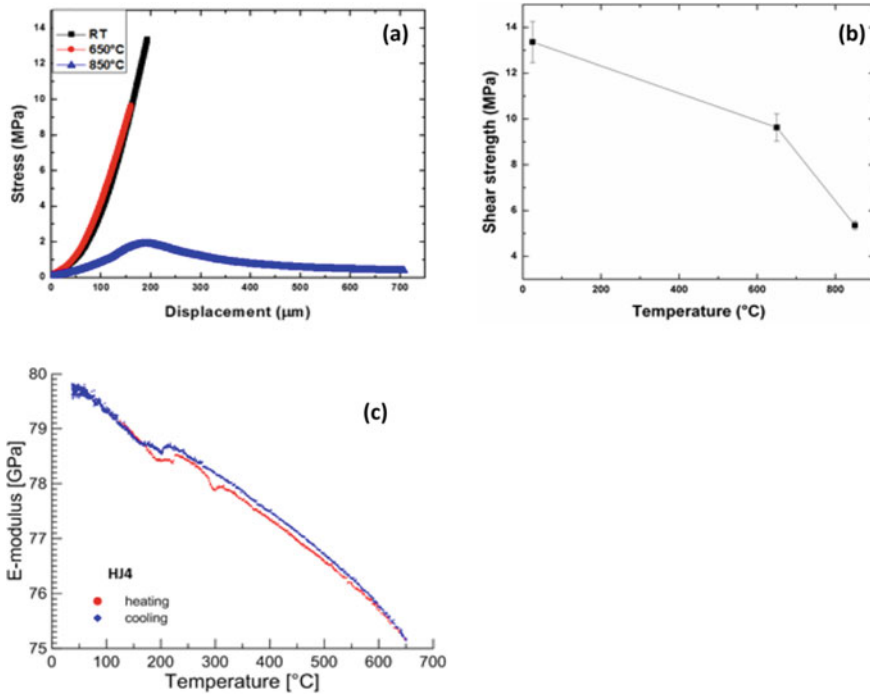 (a)
RT
650°C
850°C
Stress (MPa)
14
12
10
8
6
4
2
0
0 100 200 300 400 500 600 700
Displacement (μm)
(b)
Shear strength (MPa)
14
12
10
8
6
4
0 200 400 600 800
Temperature (°C)
(c)
E-modulus [GPa]
80
79
78
77
76
75
HJ4
heating
cooling
0 100 200 300 400 500 600 700
Temperature [°C]